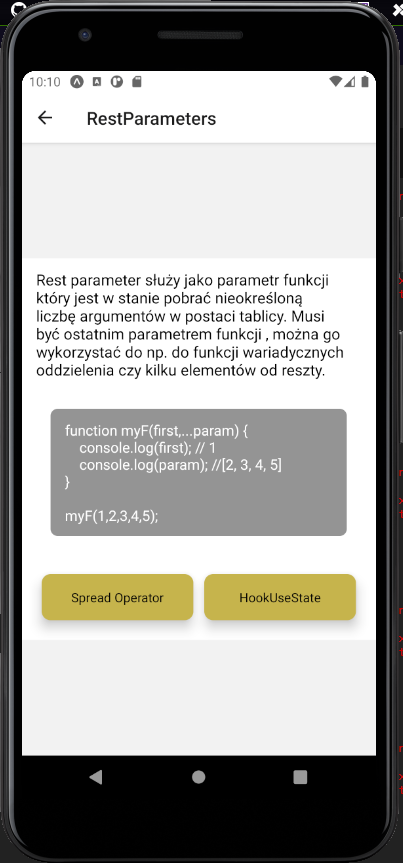 10:10
RestParameters
Rest parameter służy jako parametr funkcji
który jest w stanie pobrać nieokreśloną
liczbę argumentów w postaci tablicy. Musi
być ostatnim parametrem funkcji , można go
wykorzystać do np. do funkcji wariadycznych
oddzielenia czy kilku elementów od reszty.
function myF(first,...param) {
console.log(first); // 1
console.log(param); //[2, 3, 4, 5]
}
myF(1,2,3,4,5);
Spread Operator
HookUseState